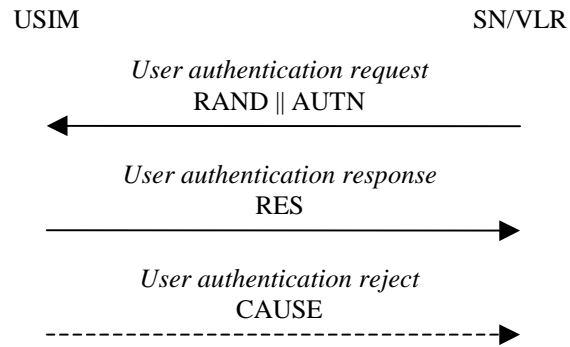 USIM SN/VLR
User authentication request
RAND || AUTN
User authentication response
RES
User authentication reject
CAUSE